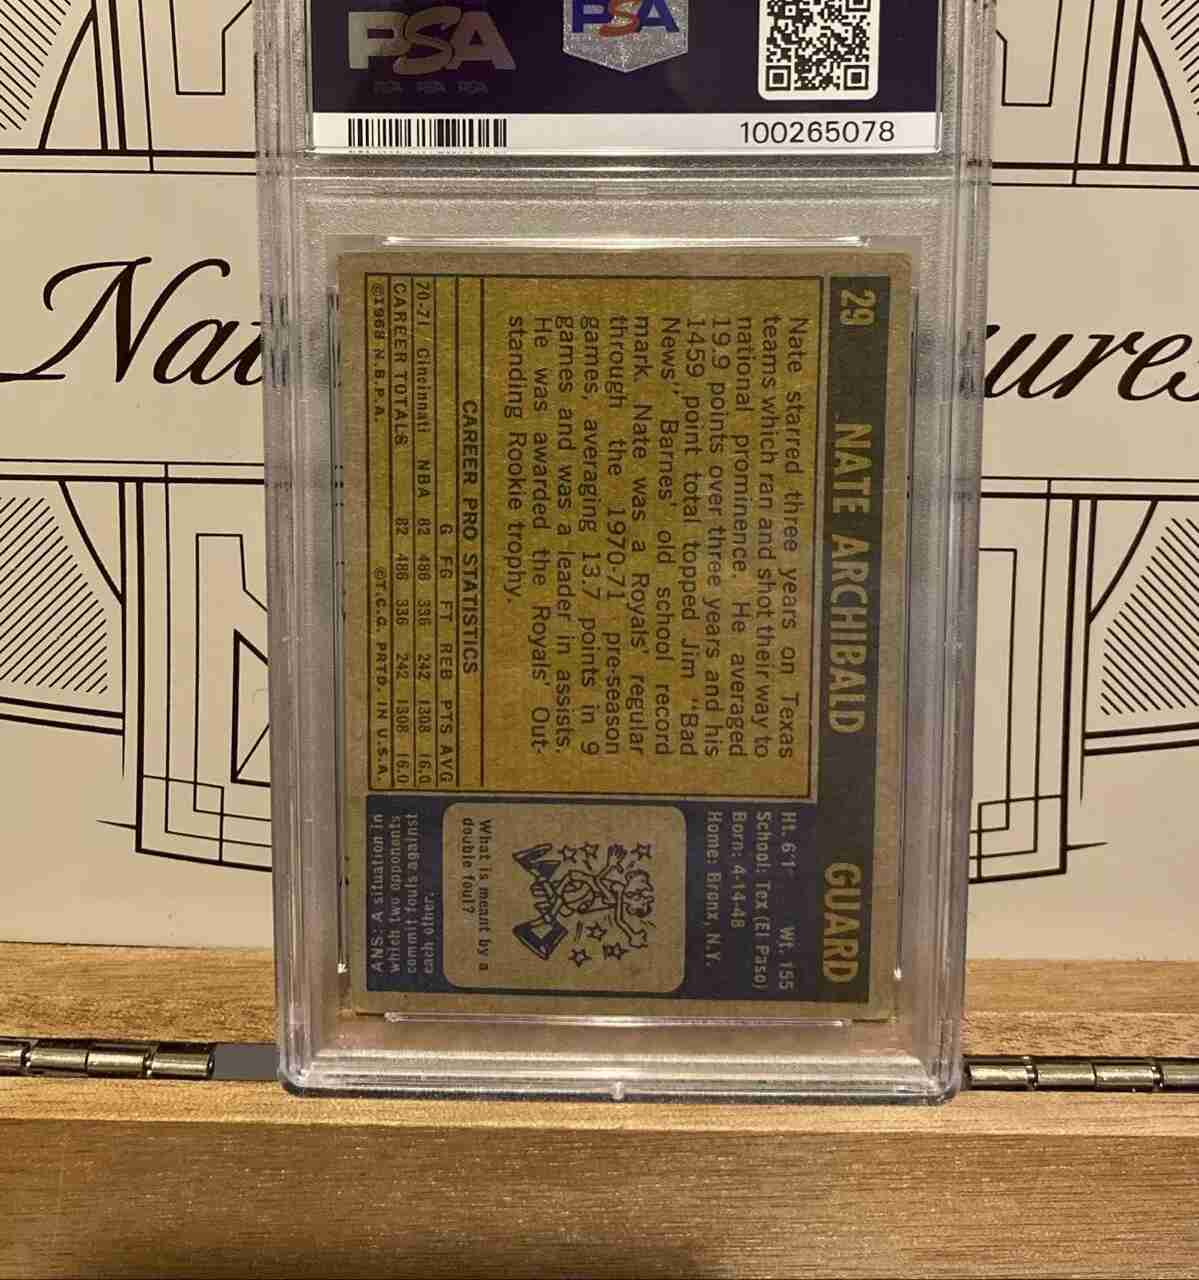 PSA
PSA
PSA PSA PSA
100265078
29 NATE ARCHIBALD GUARD
Nate starred three years on Texas
teams which ran and shot their way to
national prominence. He averaged
19.9 points over three years and his
1459 point total topped Jim "Bad
News" Barnes' old school record
mark. Nate was a Royals' regular
through the 1970-71 pre-season
games, averaging 13.7 points in 9
games and was a leader in assists.
He was awarded the Royals' Out-
standing Rookie trophy.
CAREER PRO STATISTICS
G FG FT REB PTS AVG
70-71 Cincinnati NBA 82 486 336 242 1308 16.0
CAREER TOTALS 82 486 336 242 1308 16.0
©1968 N.B.P.A. ©T.C.G. PRTD. IN U.S.A.
Ht. 6'1" Wt. 155
School: Tex (El Paso)
Born: 4-14-48
Home: Bronx, N.Y.
What is meant by a
double foul?
ANS: A situation in
which two opponents
commit fouls against
each other.
Na
ures